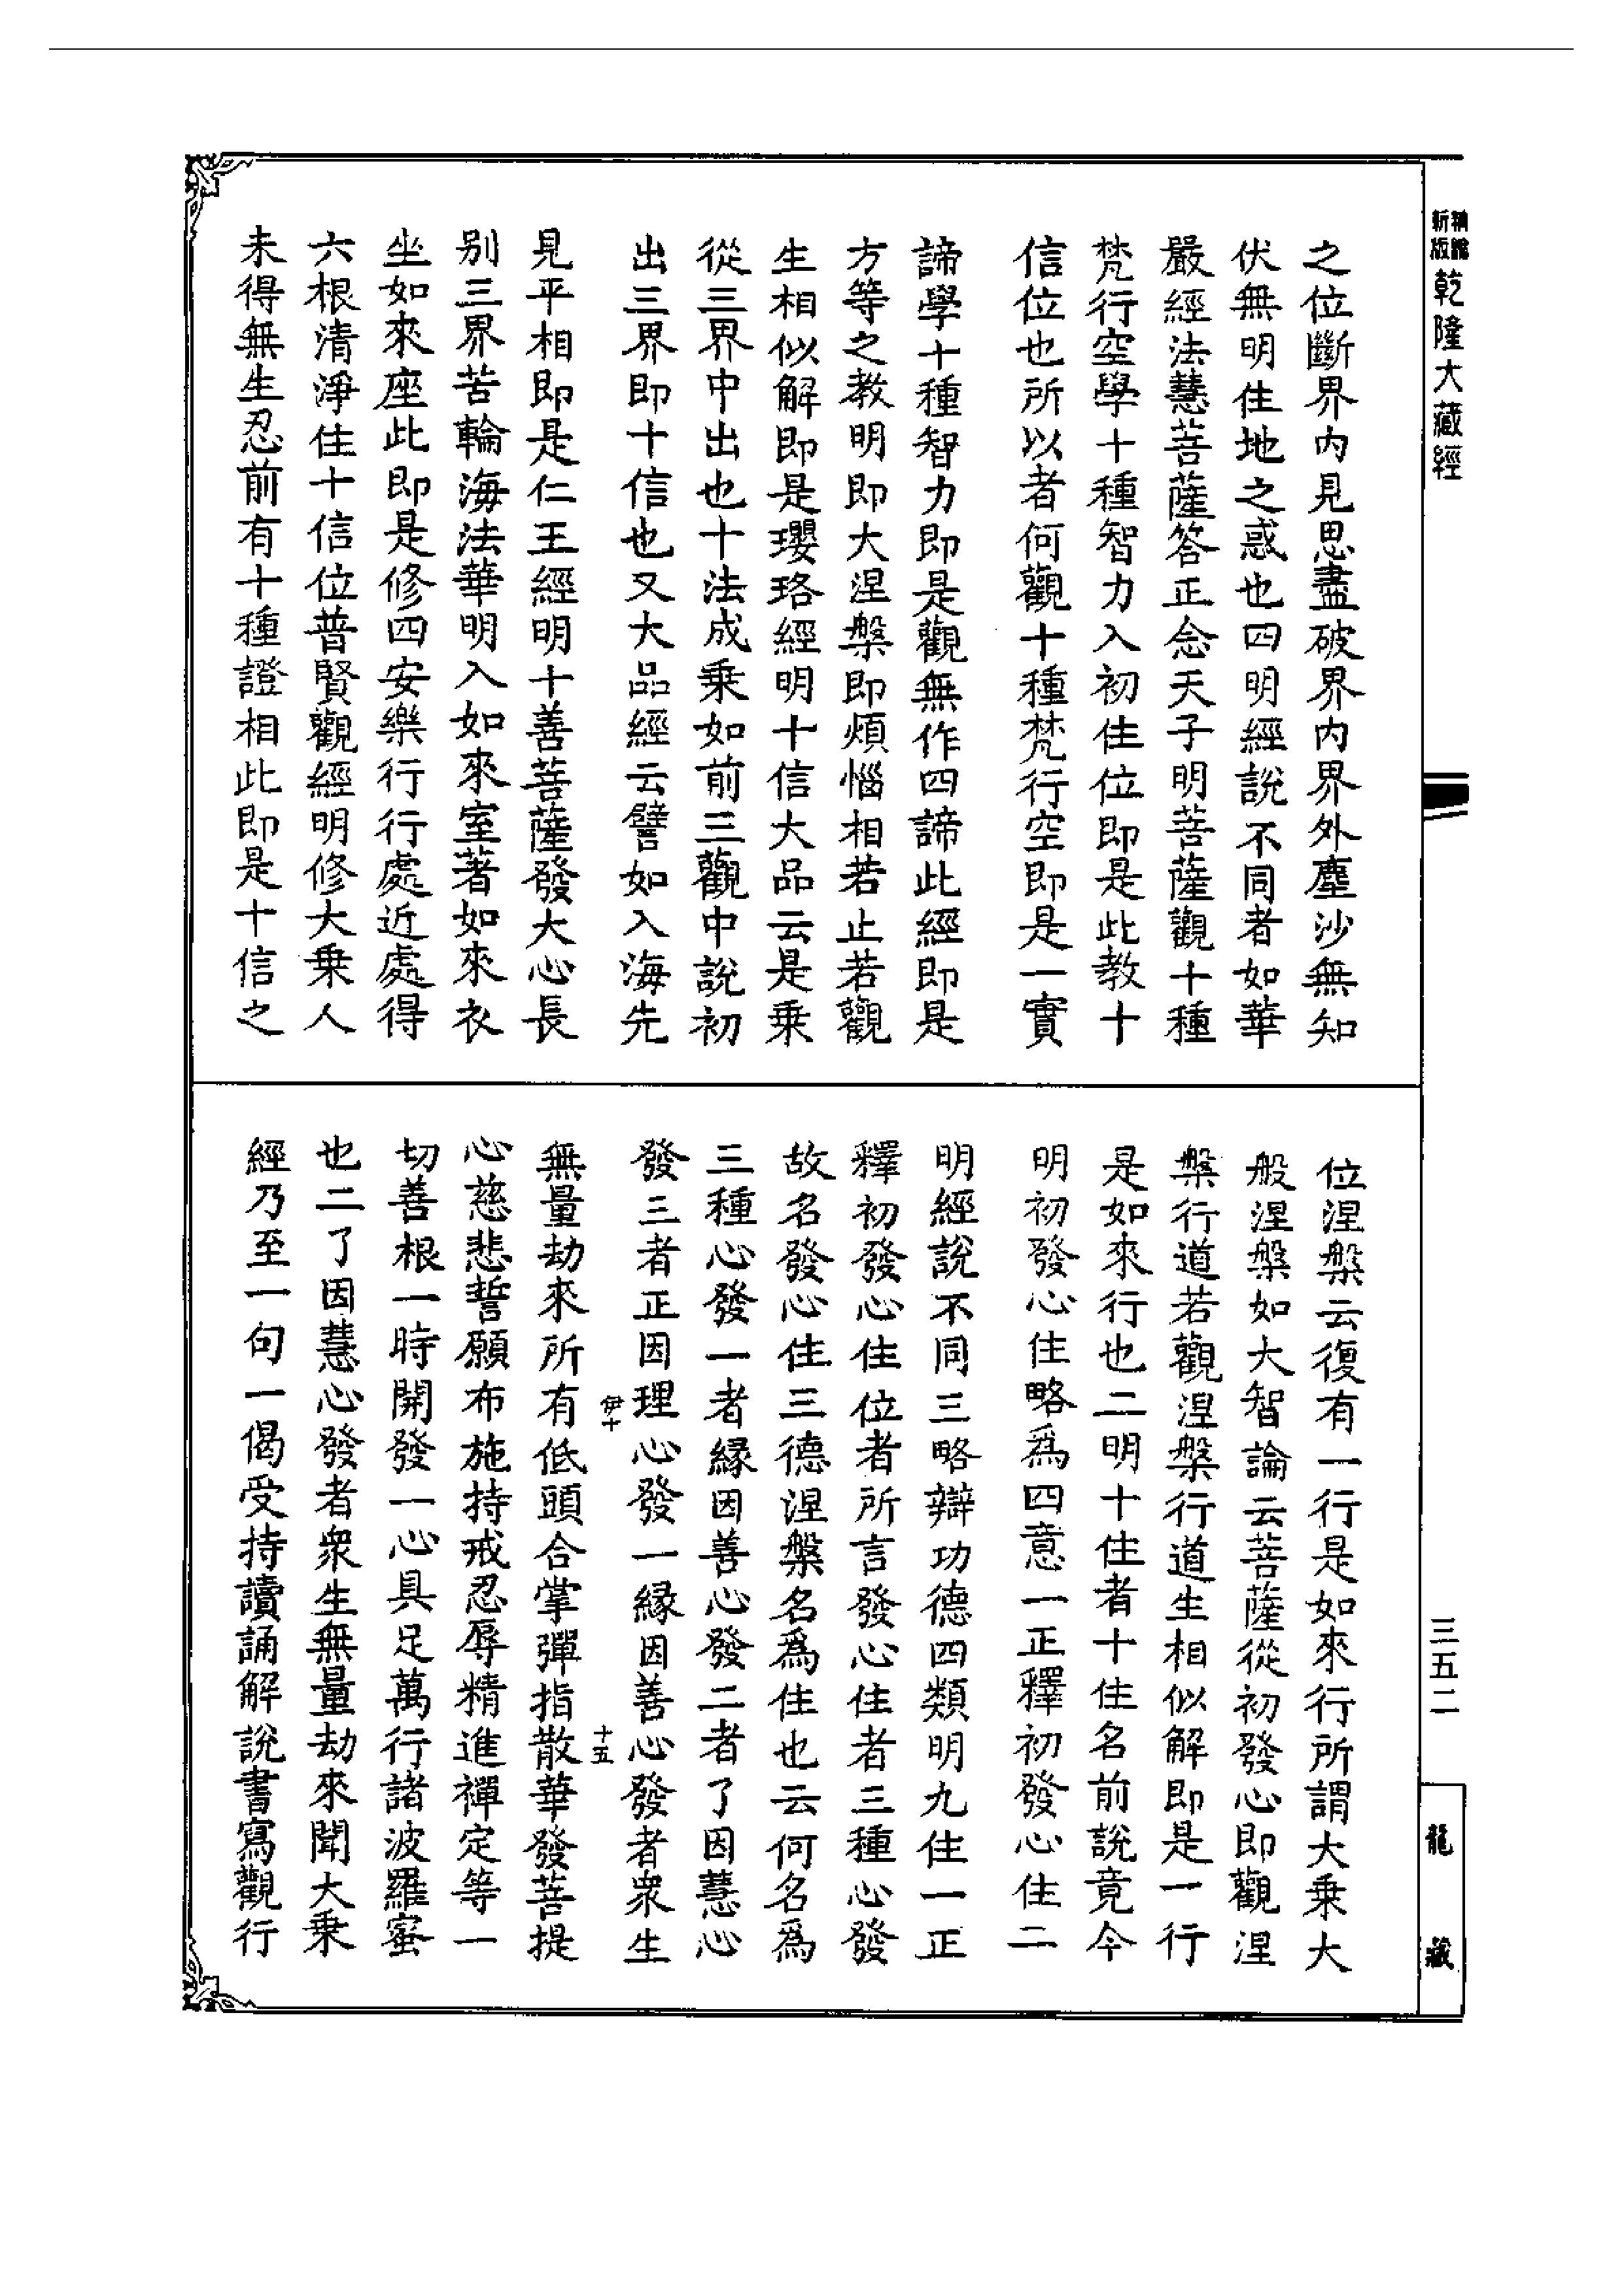 新版
乾隆大藏經
三五二
龍藏
之位斷界內見思盡破界內界外塵沙無知
伏無明住地之惑也四明經說不同者如華
嚴經法慧菩薩答正念天子明菩薩觀十種
梵行空學十種智力入初住位即是此教十
信位也所以者何觀十種梵行空即是一實
諦學十種智力即是觀無作四諦此經即是
方等之教明即大涅槃即煩惱相若止若觀
生相似解即是瓔珞經明十信大品云是乗
從三界中出也十法成乗如前三觀中說初
出三界即十信也又大品經云譬如入海先
見平相即是仁王經明十善菩薩發大心長
別三界苦輪海法華明入如來室著如來衣
坐如來座此即是修四安樂行行處近處得
六根清淨住十信位普賢觀經明修大乗人
未得無生忍前有十種證相此即是十信之
位涅槃云復有一行是如來行所謂大乗大
般涅槃如大智論云菩薩從初發心即觀涅
槃行道若觀涅槃行道生相似解即是一行
是如來行也二明十住者十住名前說竟今
明初發心住略爲四意一正釋初發心住二
明經說不同三略辯功德四類明九住一正
釋初發心住位者所言發心住者三種心發
故名發心住三德涅槃名爲住也云何名爲
三種心發一者縁因善心發二者了因慧心
發三者正因理心發一縁因善心發者衆生
伊十
十五
無量劫來所有低頭合掌彈指散華發菩提
心慈悲誓願布施持戒忍辱精進禪定等一
切善根一時開發一心具足萬行諸波羅蜜
也二了因慧心發者衆生無量劫來聞大乗
經乃至一句一偈受持讀誦解說書寫觀行